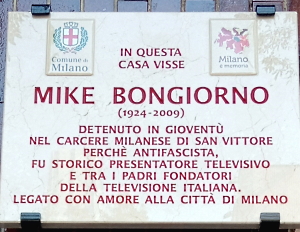 Comune di
Milano
Milano
è memoria
IN QUESTA
CASA VISSE
MIKE BONGIORNO
(1924-2009)
DETENUTO IN GIOVENTÙ
NEL CARCERE MILANESE DI SAN VITTORE
PERCHÈ ANTIFASCISTA,
FU STORICO PRESENTATORE TELEVISIVO
E TRA I PADRI FONDATORI
DELLA TELEVISIONE ITALIANA.
LEGATO CON AMORE ALLA CITTÀ DI MILANO